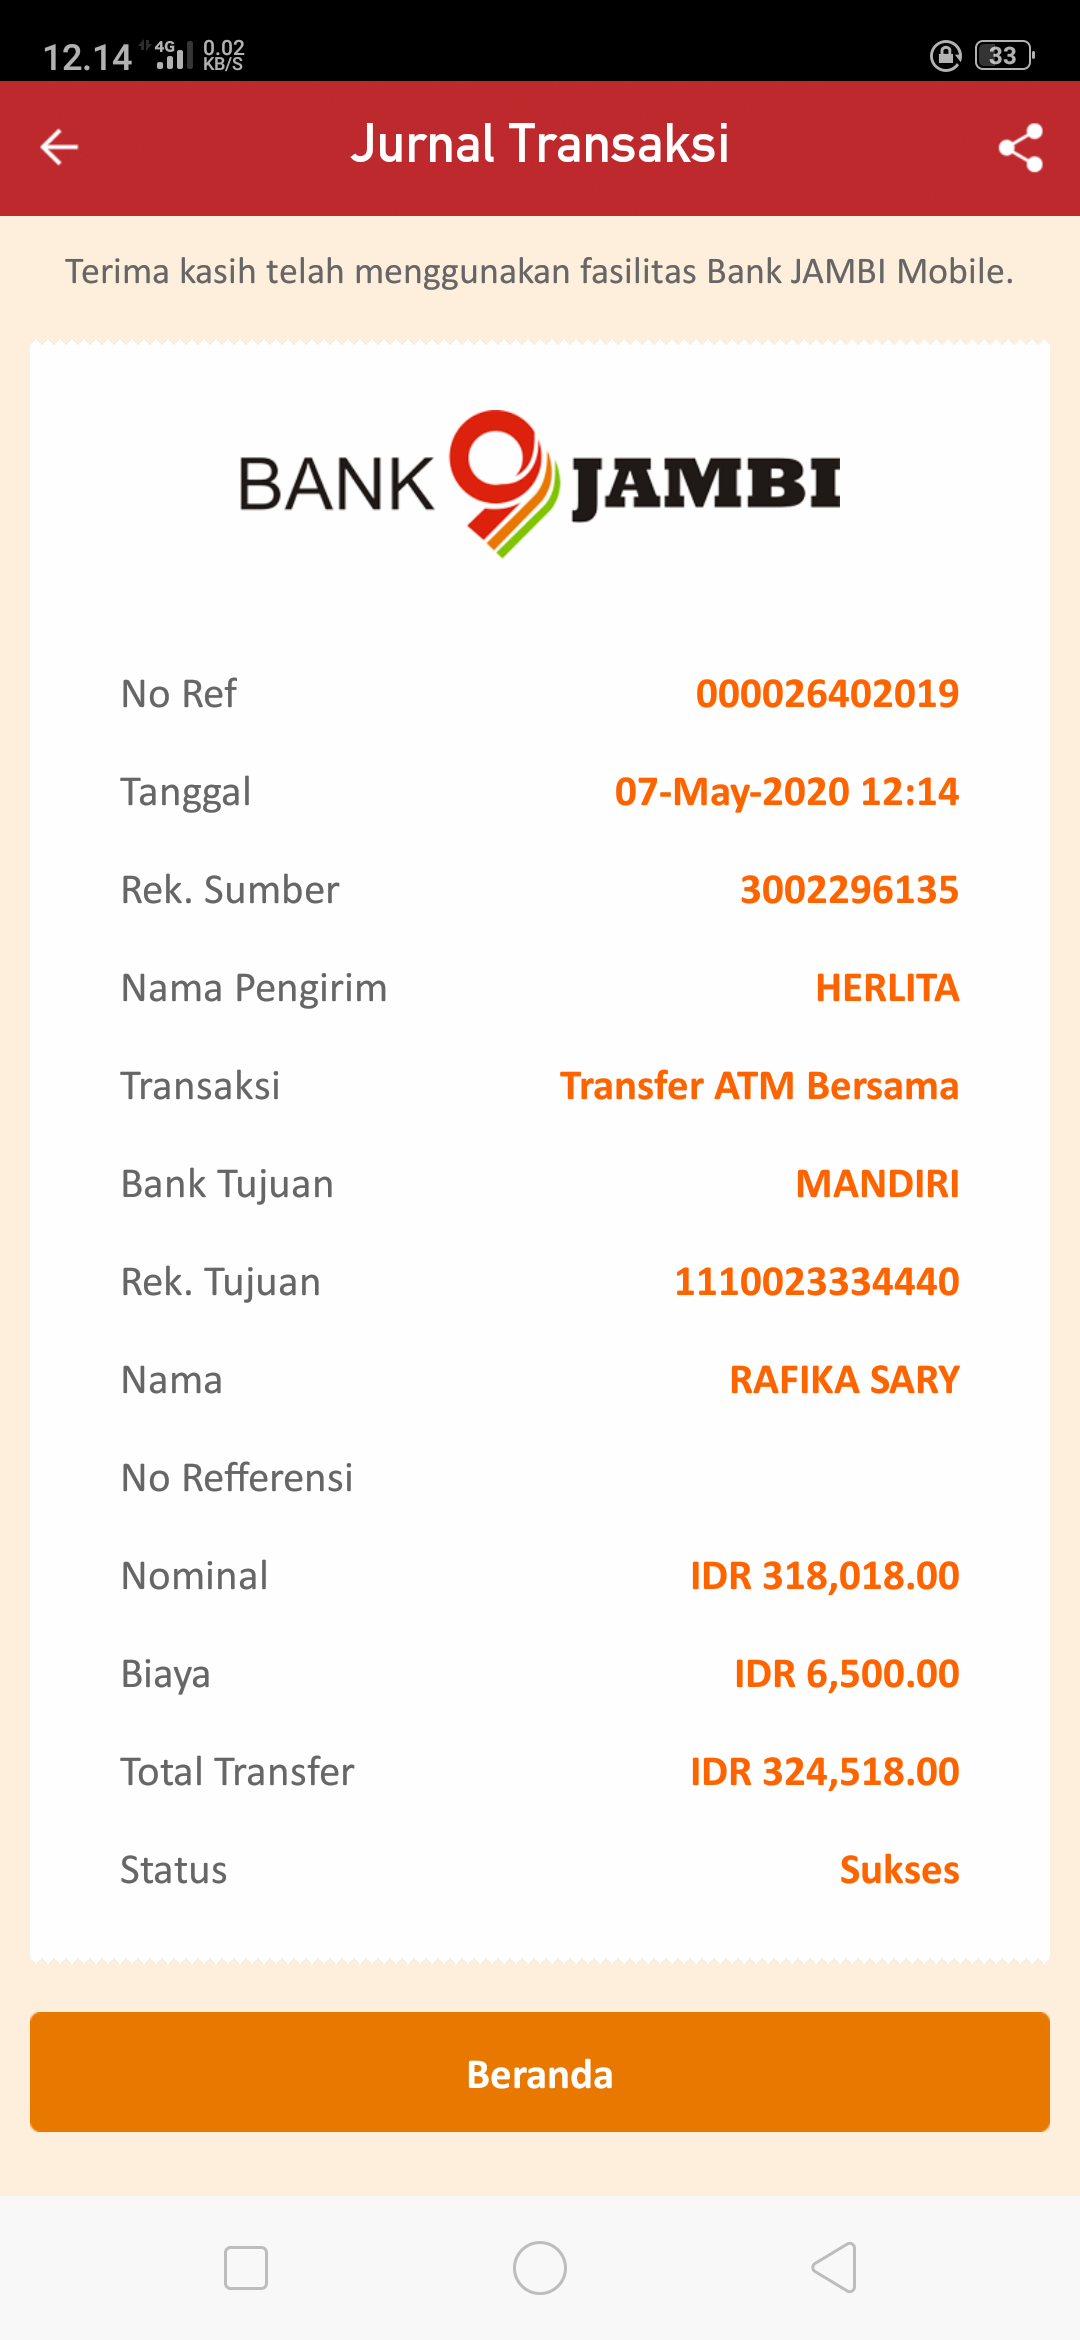 12.14 4G 0.02 KB/S 33
Jurnal Transaksi
Terima kasih telah menggunakan fasilitas Bank JAMBI Mobile.
BANK 9 JAMBI
No Ref 000026402019
Tanggal 07-May-2020 12:14
Rek. Sumber 3002296135
Nama Pengirim HERLITA
Transaksi Transfer ATM Bersama
Bank Tujuan MANDIRI
Rek. Tujuan 1110023334440
Nama RAFIKA SARY
No Refferensi
Nominal IDR 318,018.00
Biaya IDR 6,500.00
Total Transfer IDR 324,518.00
Status Sukses
Beranda